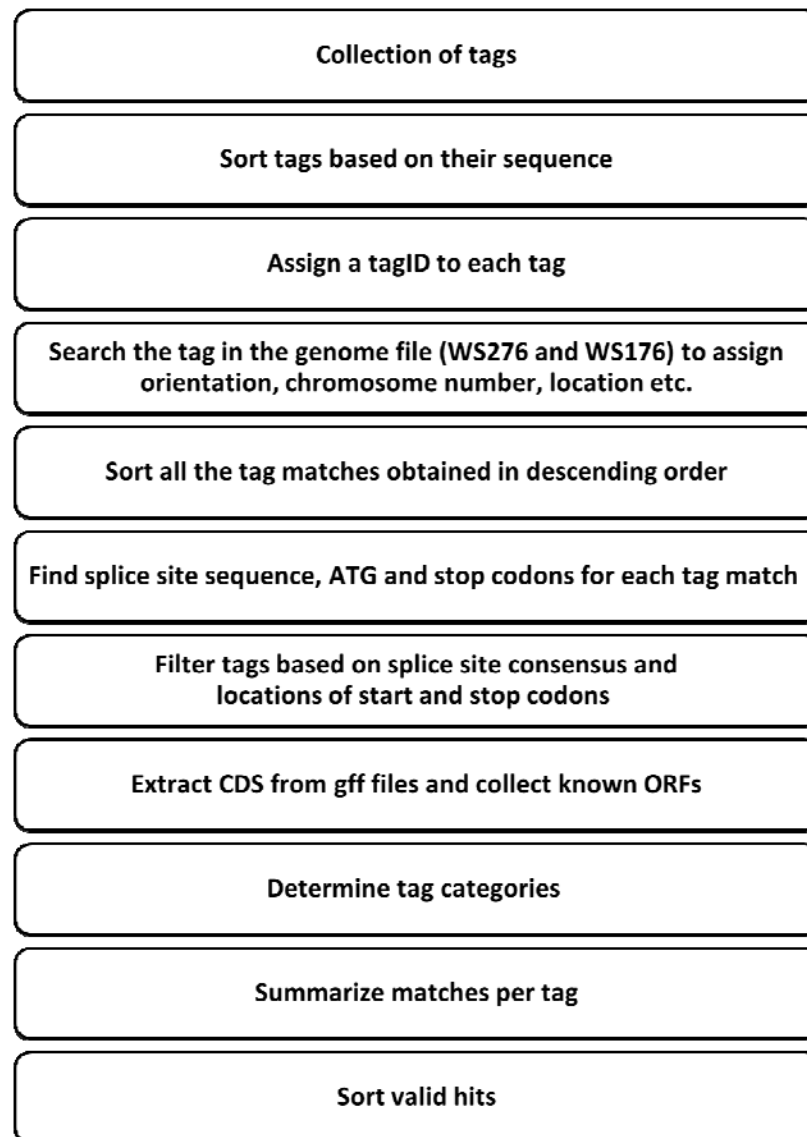 Collection of tags
Sort tags based on their sequence
Assign a tagID to each tag
Search the tag in the genome file (WS276 and WS176) to assign
orientation, chromosome number, location etc.
Sort all the tag matches obtained in descending order
Find splice site sequence, ATG and stop codons for each tag match
Filter tags based on splice site consensus and
locations of start and stop codons
Extract CDS from gff files and collect known ORFs
Determine tag categories
Summarize matches per tag
Sort valid hits